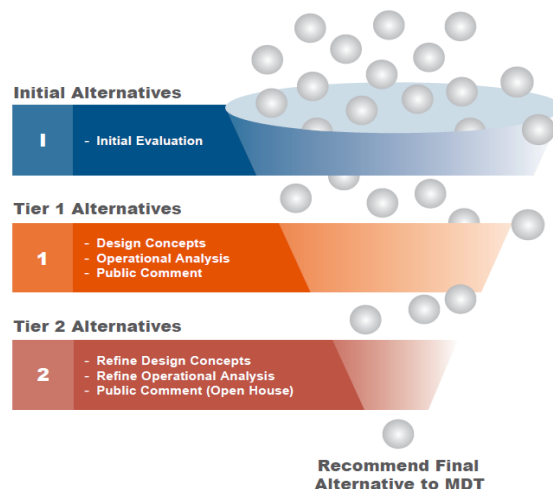 Initial Alternatives
I
- Initial Evaluation
Tier 1 Alternatives
1
- Design Concepts
- Operational Analysis
- Public Comment
Tier 2 Alternatives
2
- Refine Design Concepts
- Refine Operational Analysis
- Public Comment (Open House)
Recommend Final
Alternative to MDT